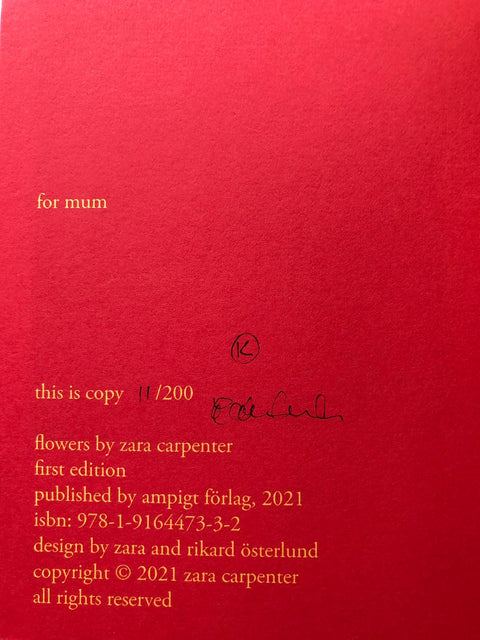 for mum
K
this is copy 11/200
flowers by zara carpenter
first edition
published by ampigt förlag, 2021
isbn: 978-1-9164473-3-2
design by zara and rikard österlund
copyright © 2021 zara carpenter
all rights reserved